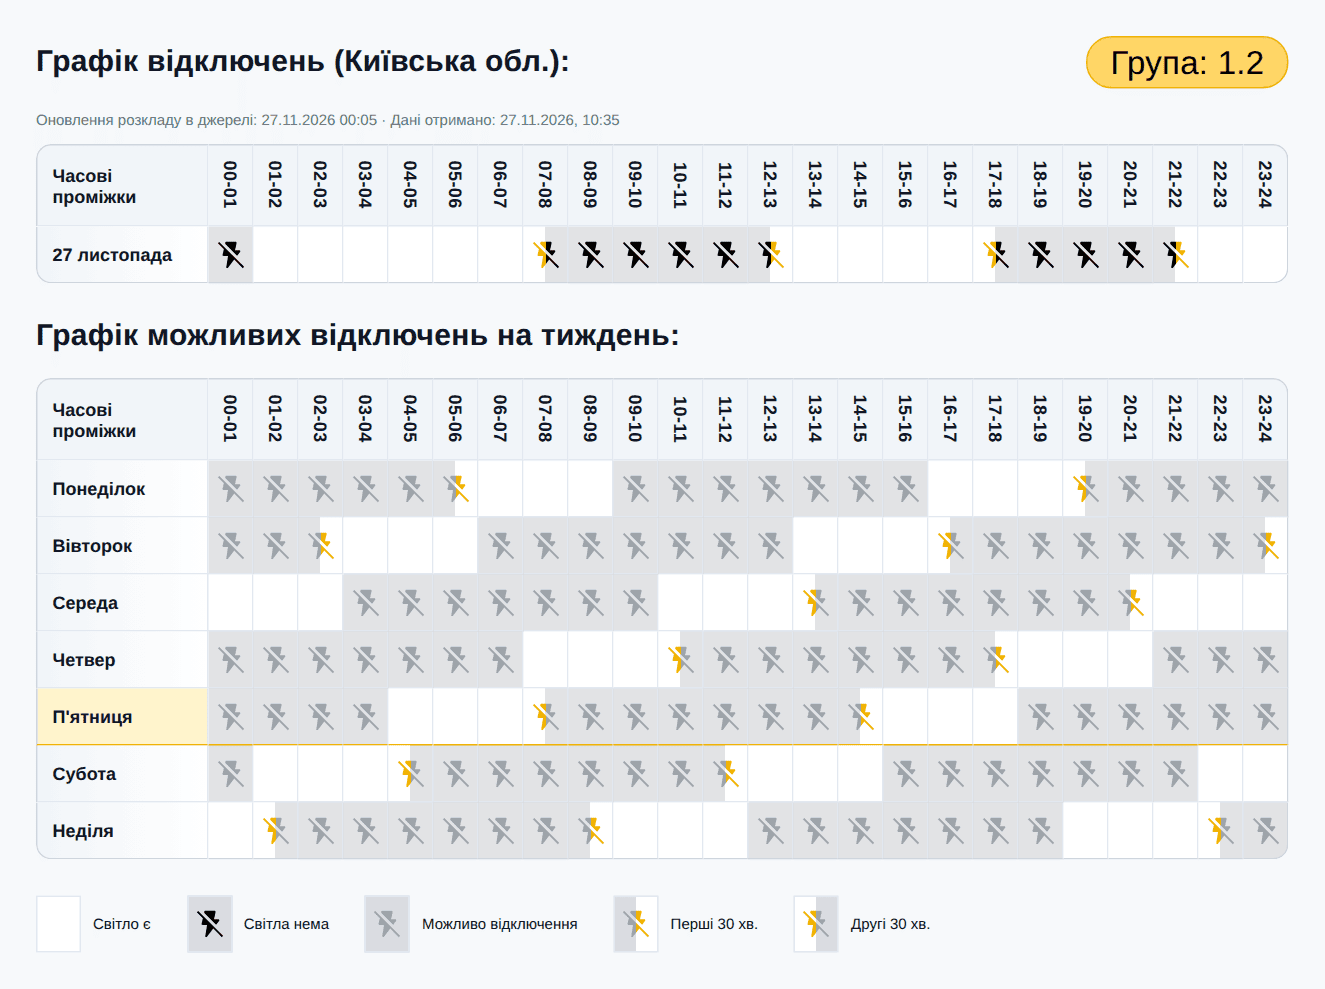 Графік відключень (Київська обл.):
Група: 1.2
Оновлення розкладу в джерелі: 27.11.2026 00:05 · Дані отримано: 27.11.2026, 10:35
Часові проміжки 00-01 01-02 02-03 03-04 04-05 05-06 06-07 07-08 08-09 09-10 10-11 11-12 12-13 13-14 14-15 15-16 16-17 17-18 18-19 19-20 20-21 21-22 22-23 23-24
27 листопада
Графік можливих відключень на тиждень:
Часові проміжки 00-01 01-02 02-03 03-04 04-05 05-06 06-07 07-08 08-09 09-10 10-11 11-12 12-13 13-14 14-15 15-16 16-17 17-18 18-19 19-20 20-21 21-22 22-23 23-24
Понеділок
Вівторок
Середа
Четвер
П'ятниця
Субота
Неділя
Світло є Світла нема Можливо відключення Перші 30 хв. Другі 30 хв.